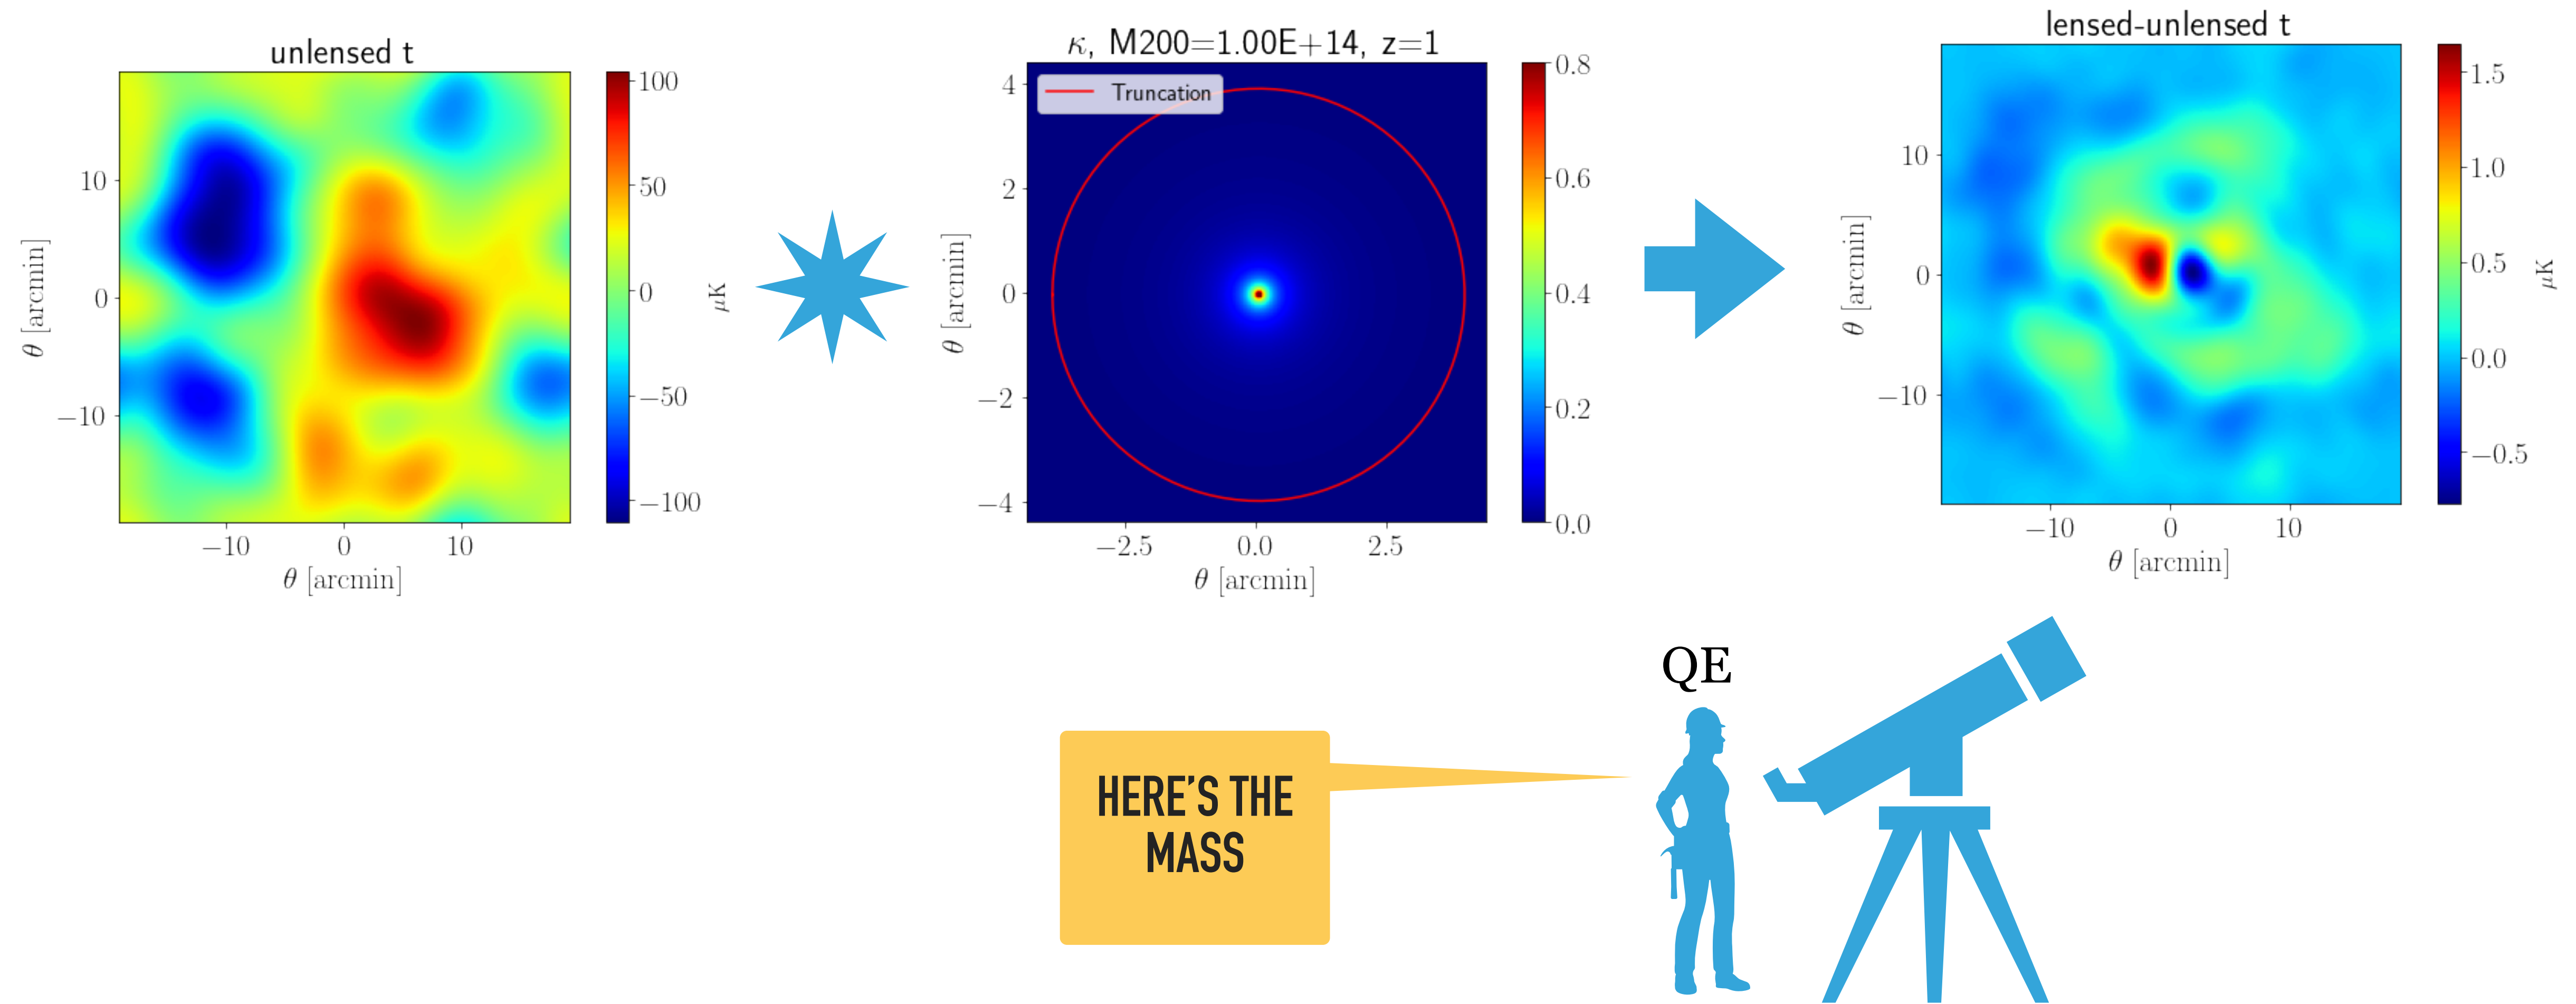 unlensed t
10
0
−10
θ [arcmin]
−10
0
10
θ [arcmin]
100
50
0
−50
−100
μK
κ, M200=1.00E+14, z=1
Truncation
4
2
0
−2
−4
θ [arcmin]
−2.5
0.0
2.5
θ [arcmin]
0.8
0.6
0.4
0.2
0.0
lensed-unlensed t
10
0
−10
θ [arcmin]
−10
0
10
θ [arcmin]
1.5
1.0
0.5
0.0
−0.5
μK
QE
HERE'S THE
MASS